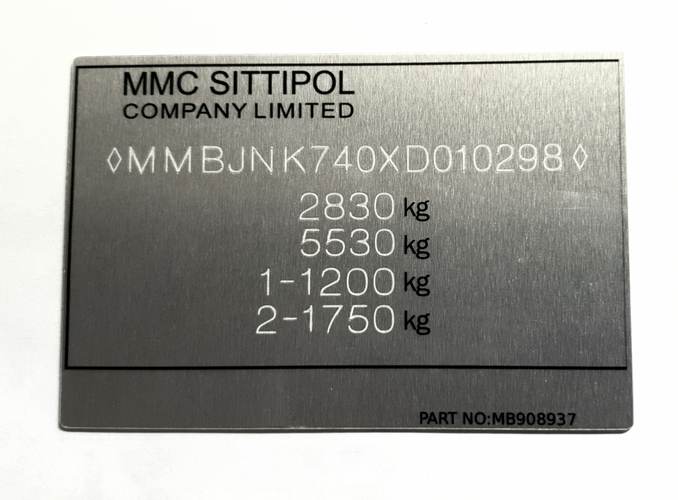 MMC SITTIPOL
COMPANY LIMITED
◊MMBJNK740XD010298◊
2830 kg
5530 kg
1-1200 kg
2-1750 kg
PART NO:MB908937